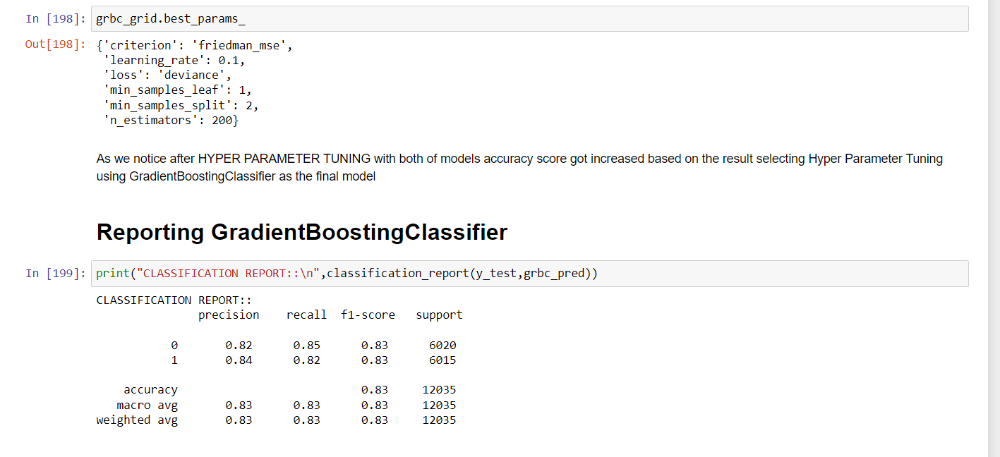 In [198]: grbc_grid.best_params_
Out[198]: {'criterion': 'friedman_mse',
'learning_rate': 0.1,
'loss': 'deviance',
'min_samples_leaf': 1,
'min_samples_split': 2,
'n_estimators': 200}
As we notice after HYPER PARAMETER TUNING with both of models accuracy score got increased based on the result selecting Hyper Parameter Tuning
using GradientBoostingClassifier as the final model
Reporting GradientBoostingClassifier
In [199]: print("CLASSIFICATION REPORT::\n",classification_report(y_test,grbc_pred))
CLASSIFICATION REPORT::
precision recall f1-score support
0 0.82 0.85 0.83 6020
1 0.84 0.82 0.83 6015
accuracy 0.83 12035
macro avg 0.83 0.83 0.83 12035
weighted avg 0.83 0.83 0.83 12035